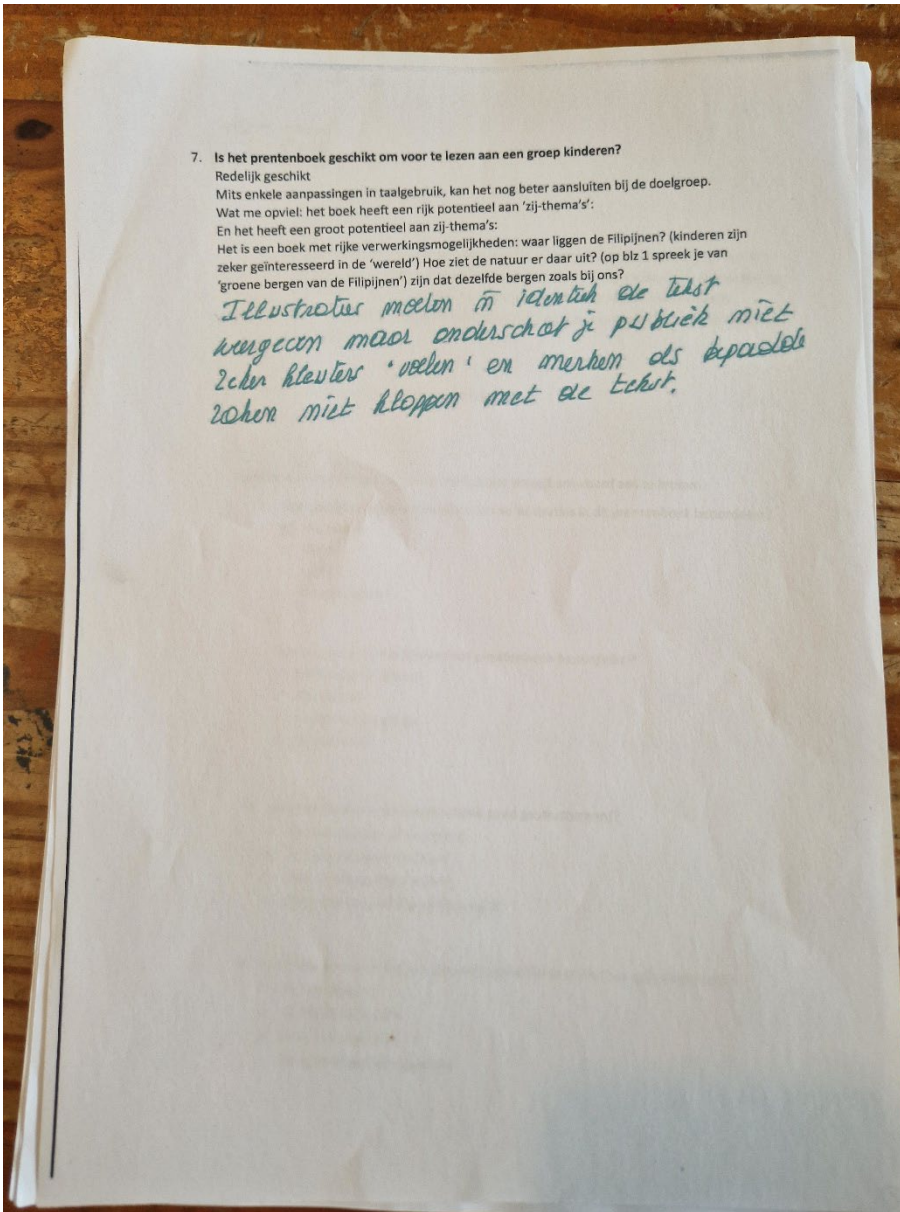 7. Is het prentenboek geschikt om voor te lezen aan een groep kinderen?
Redelijk geschikt
Mits enkele aanpassingen in taalgebruik, kan het nog beter aansluiten bij de doelgroep.
Wat me opviel: het boek heeft een rijk potentieel aan ‘zij-thema’s’:
En het heeft een groot potentieel aan zij-thema’s:
Het is een boek met rijke verwerkingsmogelijkheden: waar liggen de Filipijnen? (kinderen zijn
zeker geïnteresseerd in de ‘wereld’) Hoe ziet de natuur er daar uit? (op blz 1 spreek je van
‘groene bergen van de Filipijnen’) zijn dat dezelfde bergen zoals bij ons?
Illustraties moeten n̄ identiek de tekst
weergeven maar onderschat je publiek niet
Zeker kleuters ‘voelen’ en merken als bepaalde
zaken niet kloppen met de tekst.